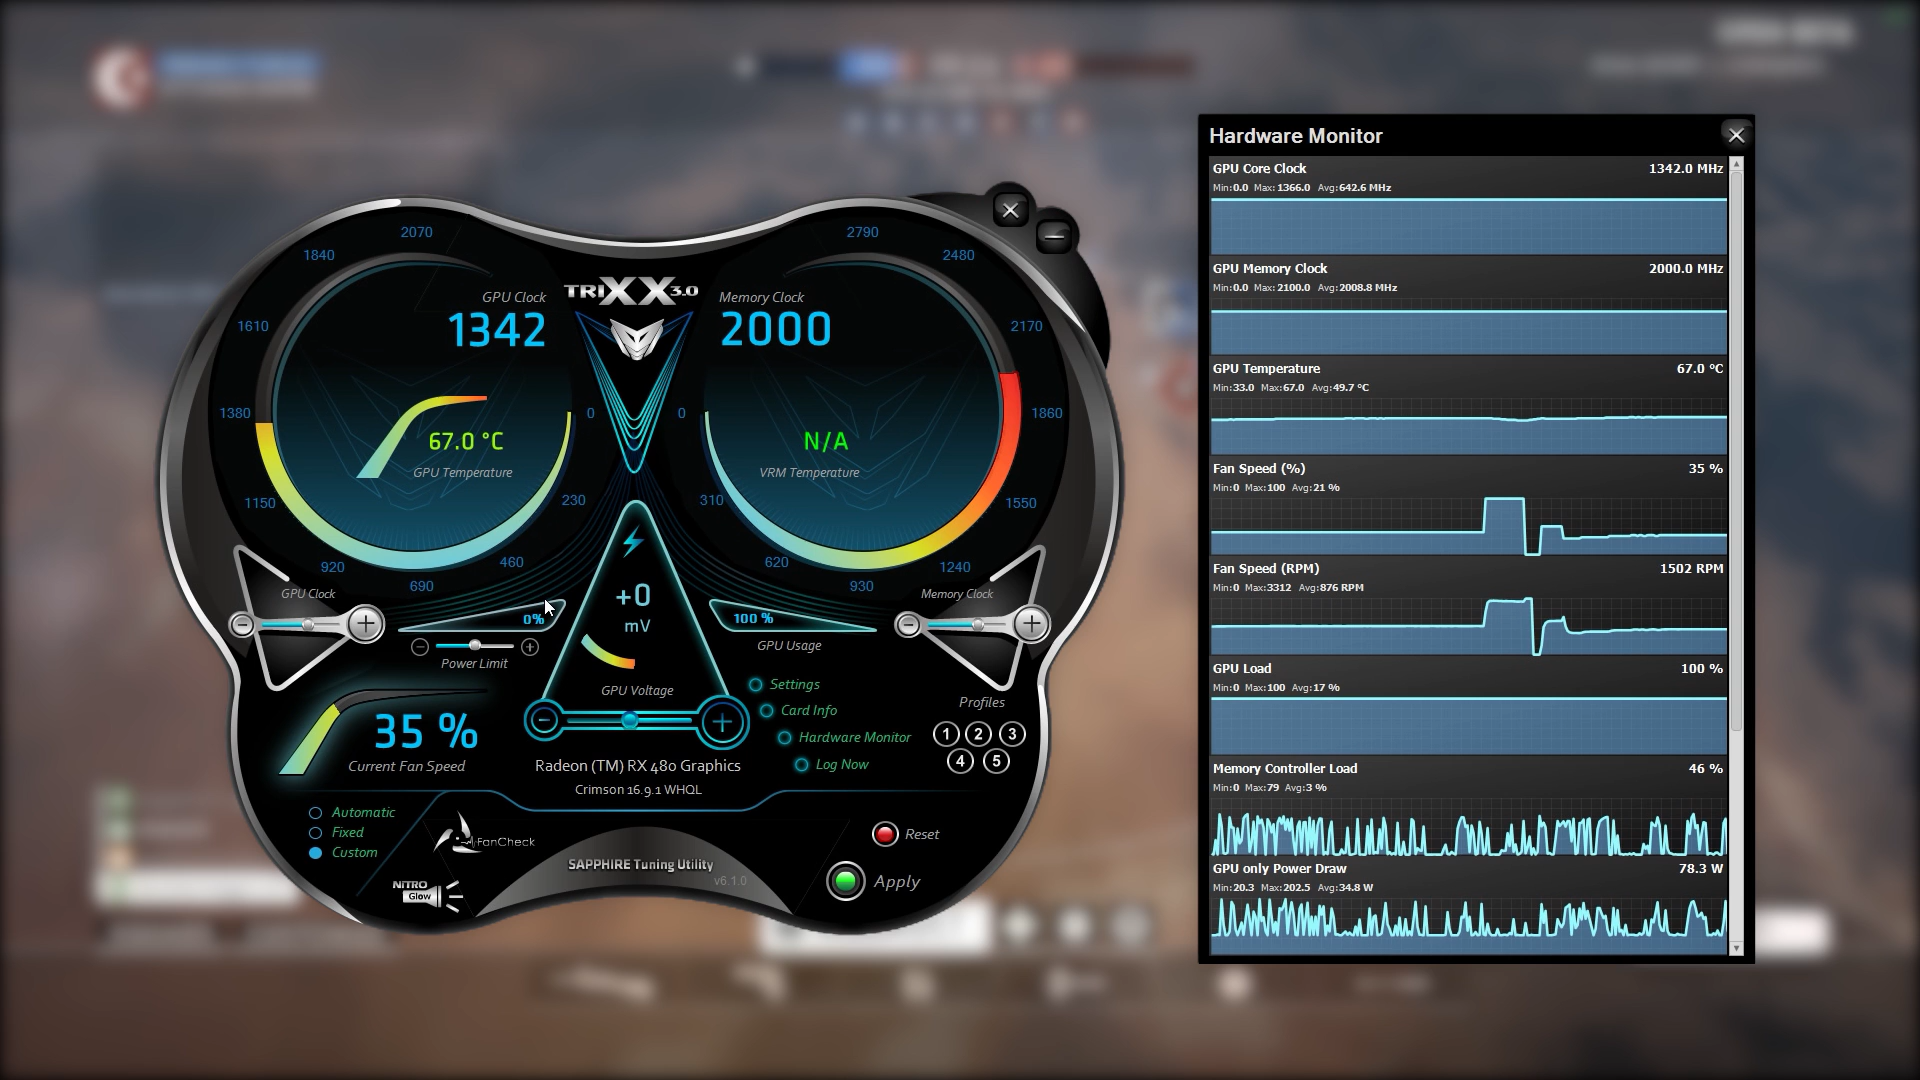 TRIXX 3.0
2070
1840
1610
1380
1150
920
690
460
230
0
GPU Clock
1342
67.0 °C
GPU Temperature
Memory Clock
2000
N/A
VRM Temperature
2790
2480
2170
1860
1550
1240
930
620
310
0
GPU Clock
0%
Power Limit
+0
mV
GPU Voltage
100 %
GPU Usage
Memory Clock
35 %
Current Fan Speed
Settings
Card Info
Hardware Monitor
Log Now
Profiles
1 2 3
4 5
Radeon (TM) RX 480 Graphics
Crimson 16.9.1 WHQL
Automatic
Fixed
Custom
FanCheck
NITRO
Glow
SAPPHIRE Tuning Utility
v6.1.0
Reset
Apply
Hardware Monitor
GPU Core Clock 1342.0 MHz
Min:0.0 Max:1366.0 Avg:642.6 MHz
GPU Memory Clock 2000.0 MHz
Min:0.0 Max:2100.0 Avg:2008.8 MHz
GPU Temperature 67.0 °C
Min:33.0 Max:67.0 Avg:49.7 °C
Fan Speed (%) 35 %
Min:0 Max:100 Avg:21 %
Fan Speed (RPM) 1502 RPM
Min:0 Max:3312 Avg:876 RPM
GPU Load 100 %
Min:0 Max:100 Avg:17 %
Memory Controller Load 46 %
Min:0 Max:79 Avg:3 %
GPU only Power Draw 78.3 W
Min:20.3 Max:202.5 Avg:34.8 W